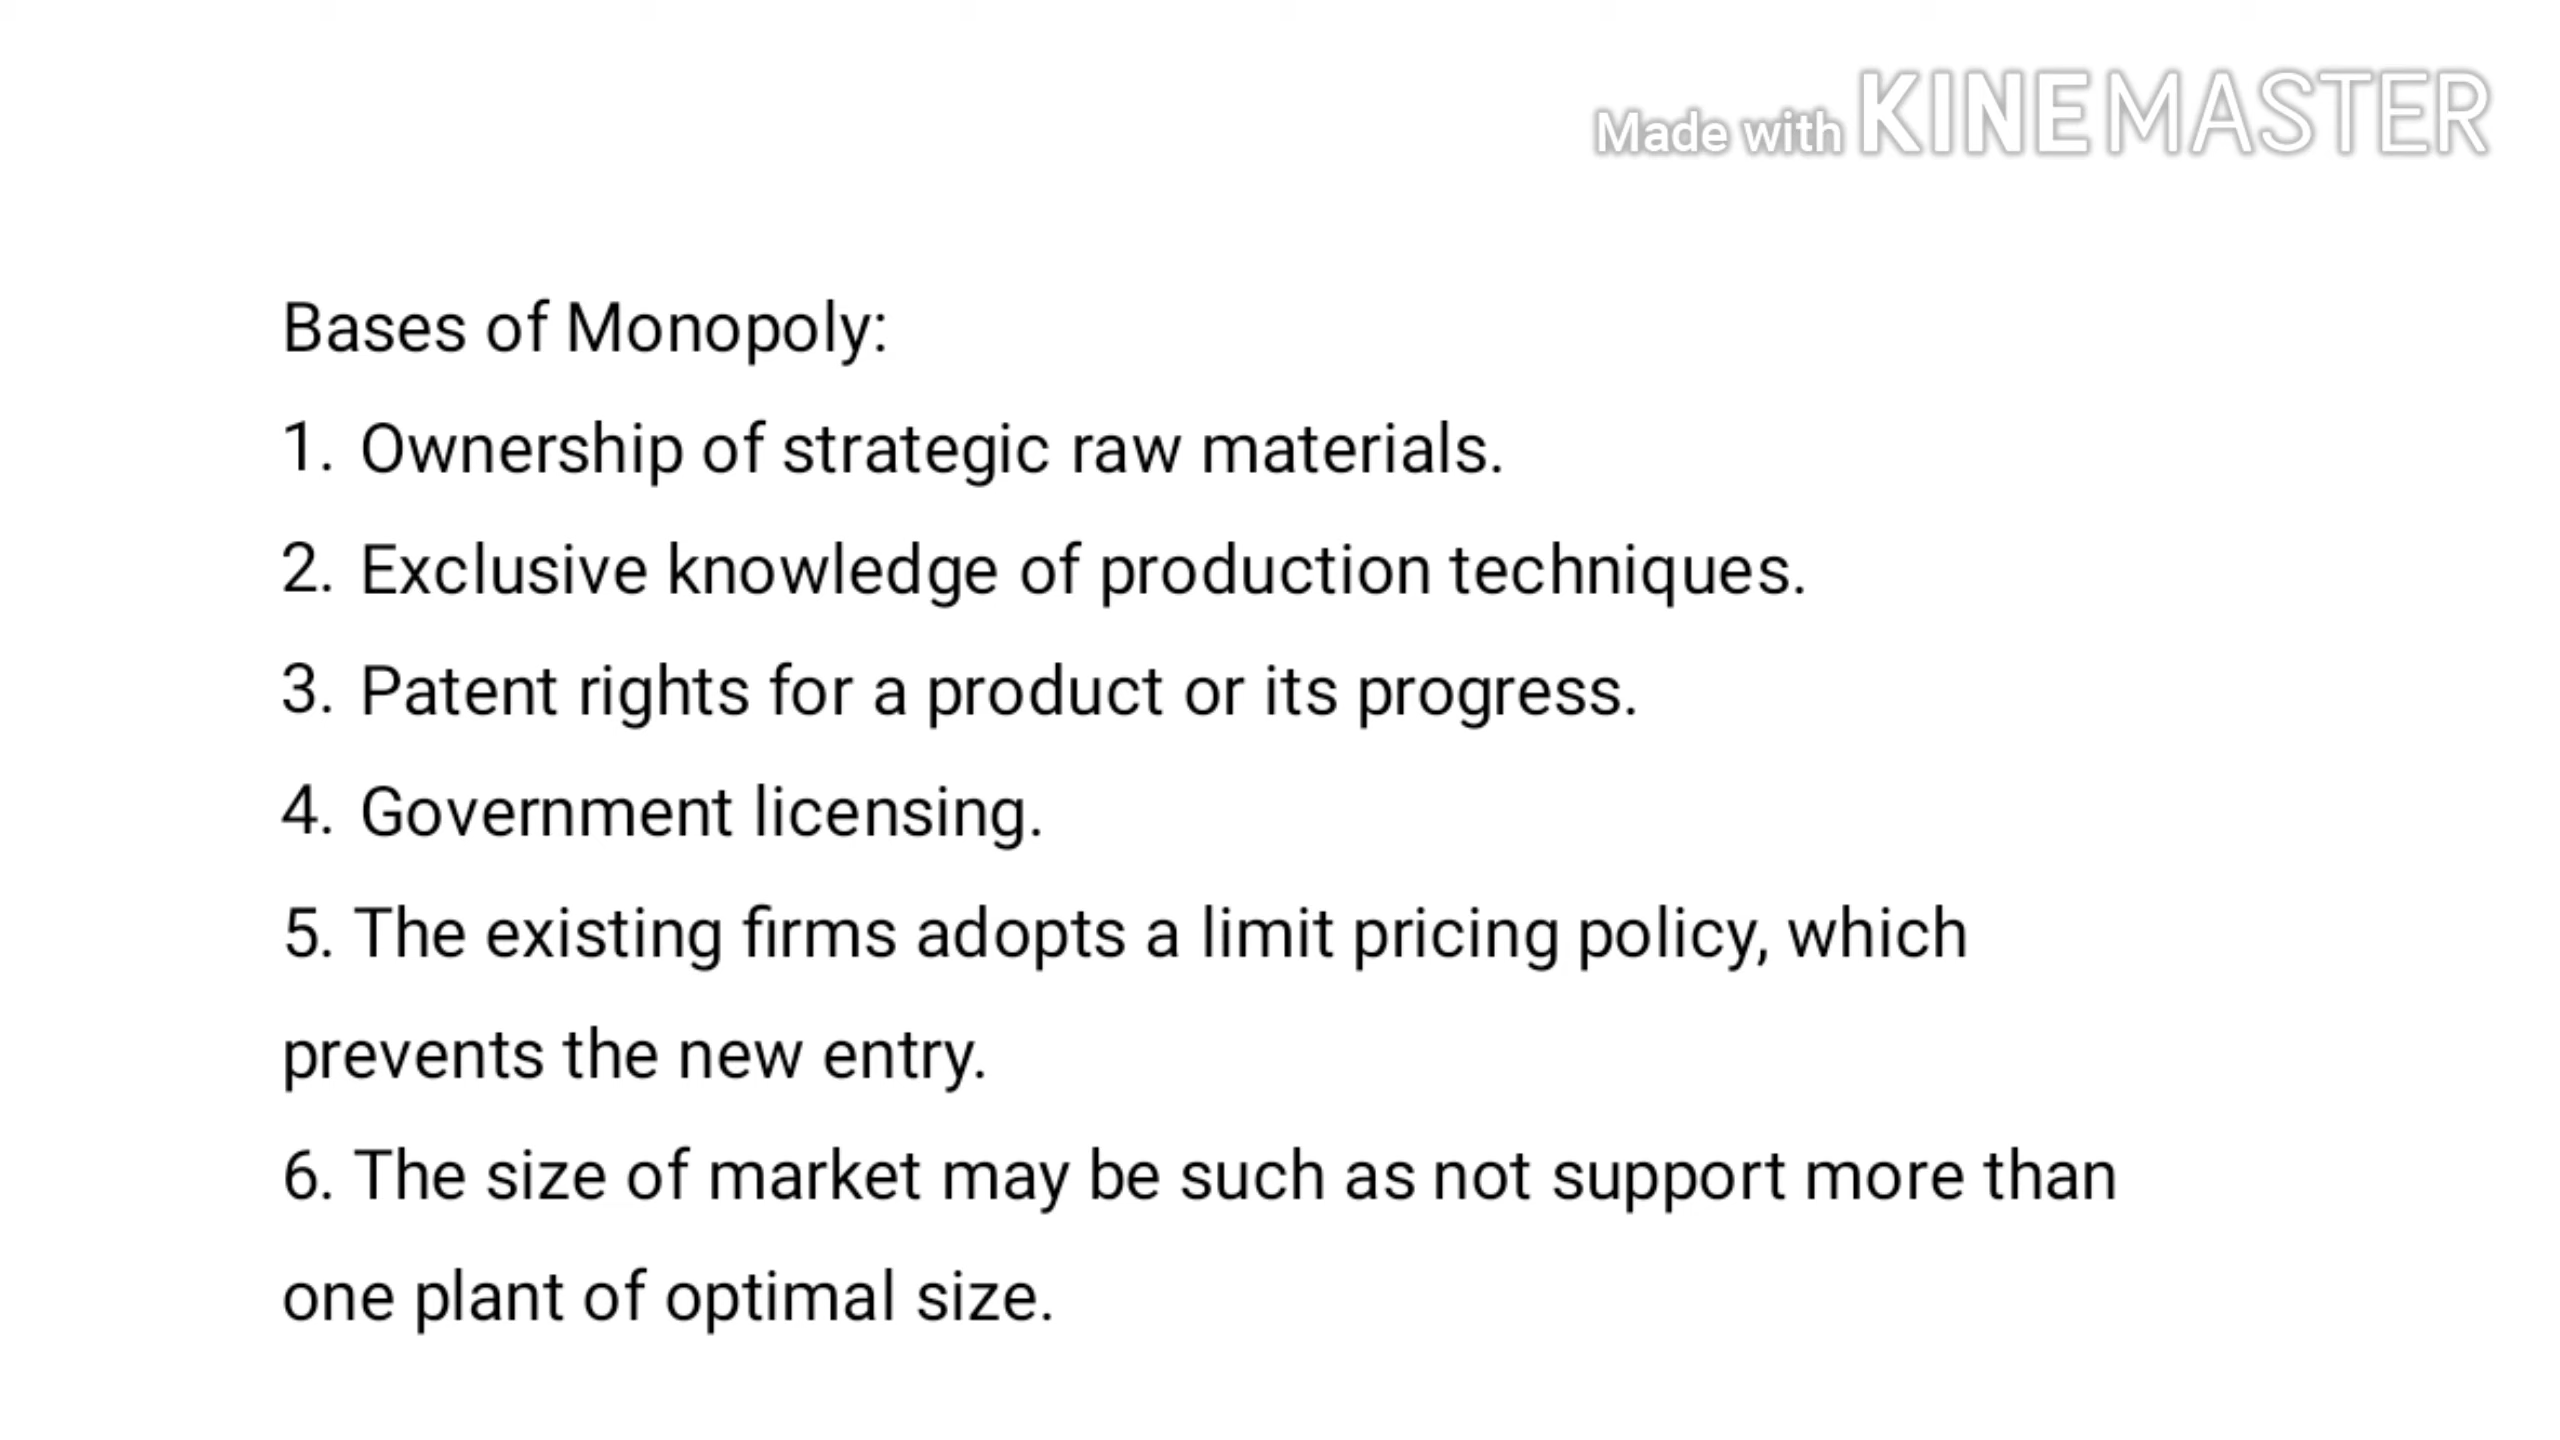 Made with KINEMASTER
Bases of Monopoly:
1. Ownership of strategic raw materials.
2. Exclusive knowledge of production techniques.
3. Patent rights for a product or its progress.
4. Government licensing.
5. The existing firms adopts a limit pricing policy, which
prevents the new entry.
6. The size of market may be such as not support more than
one plant of optimal size.